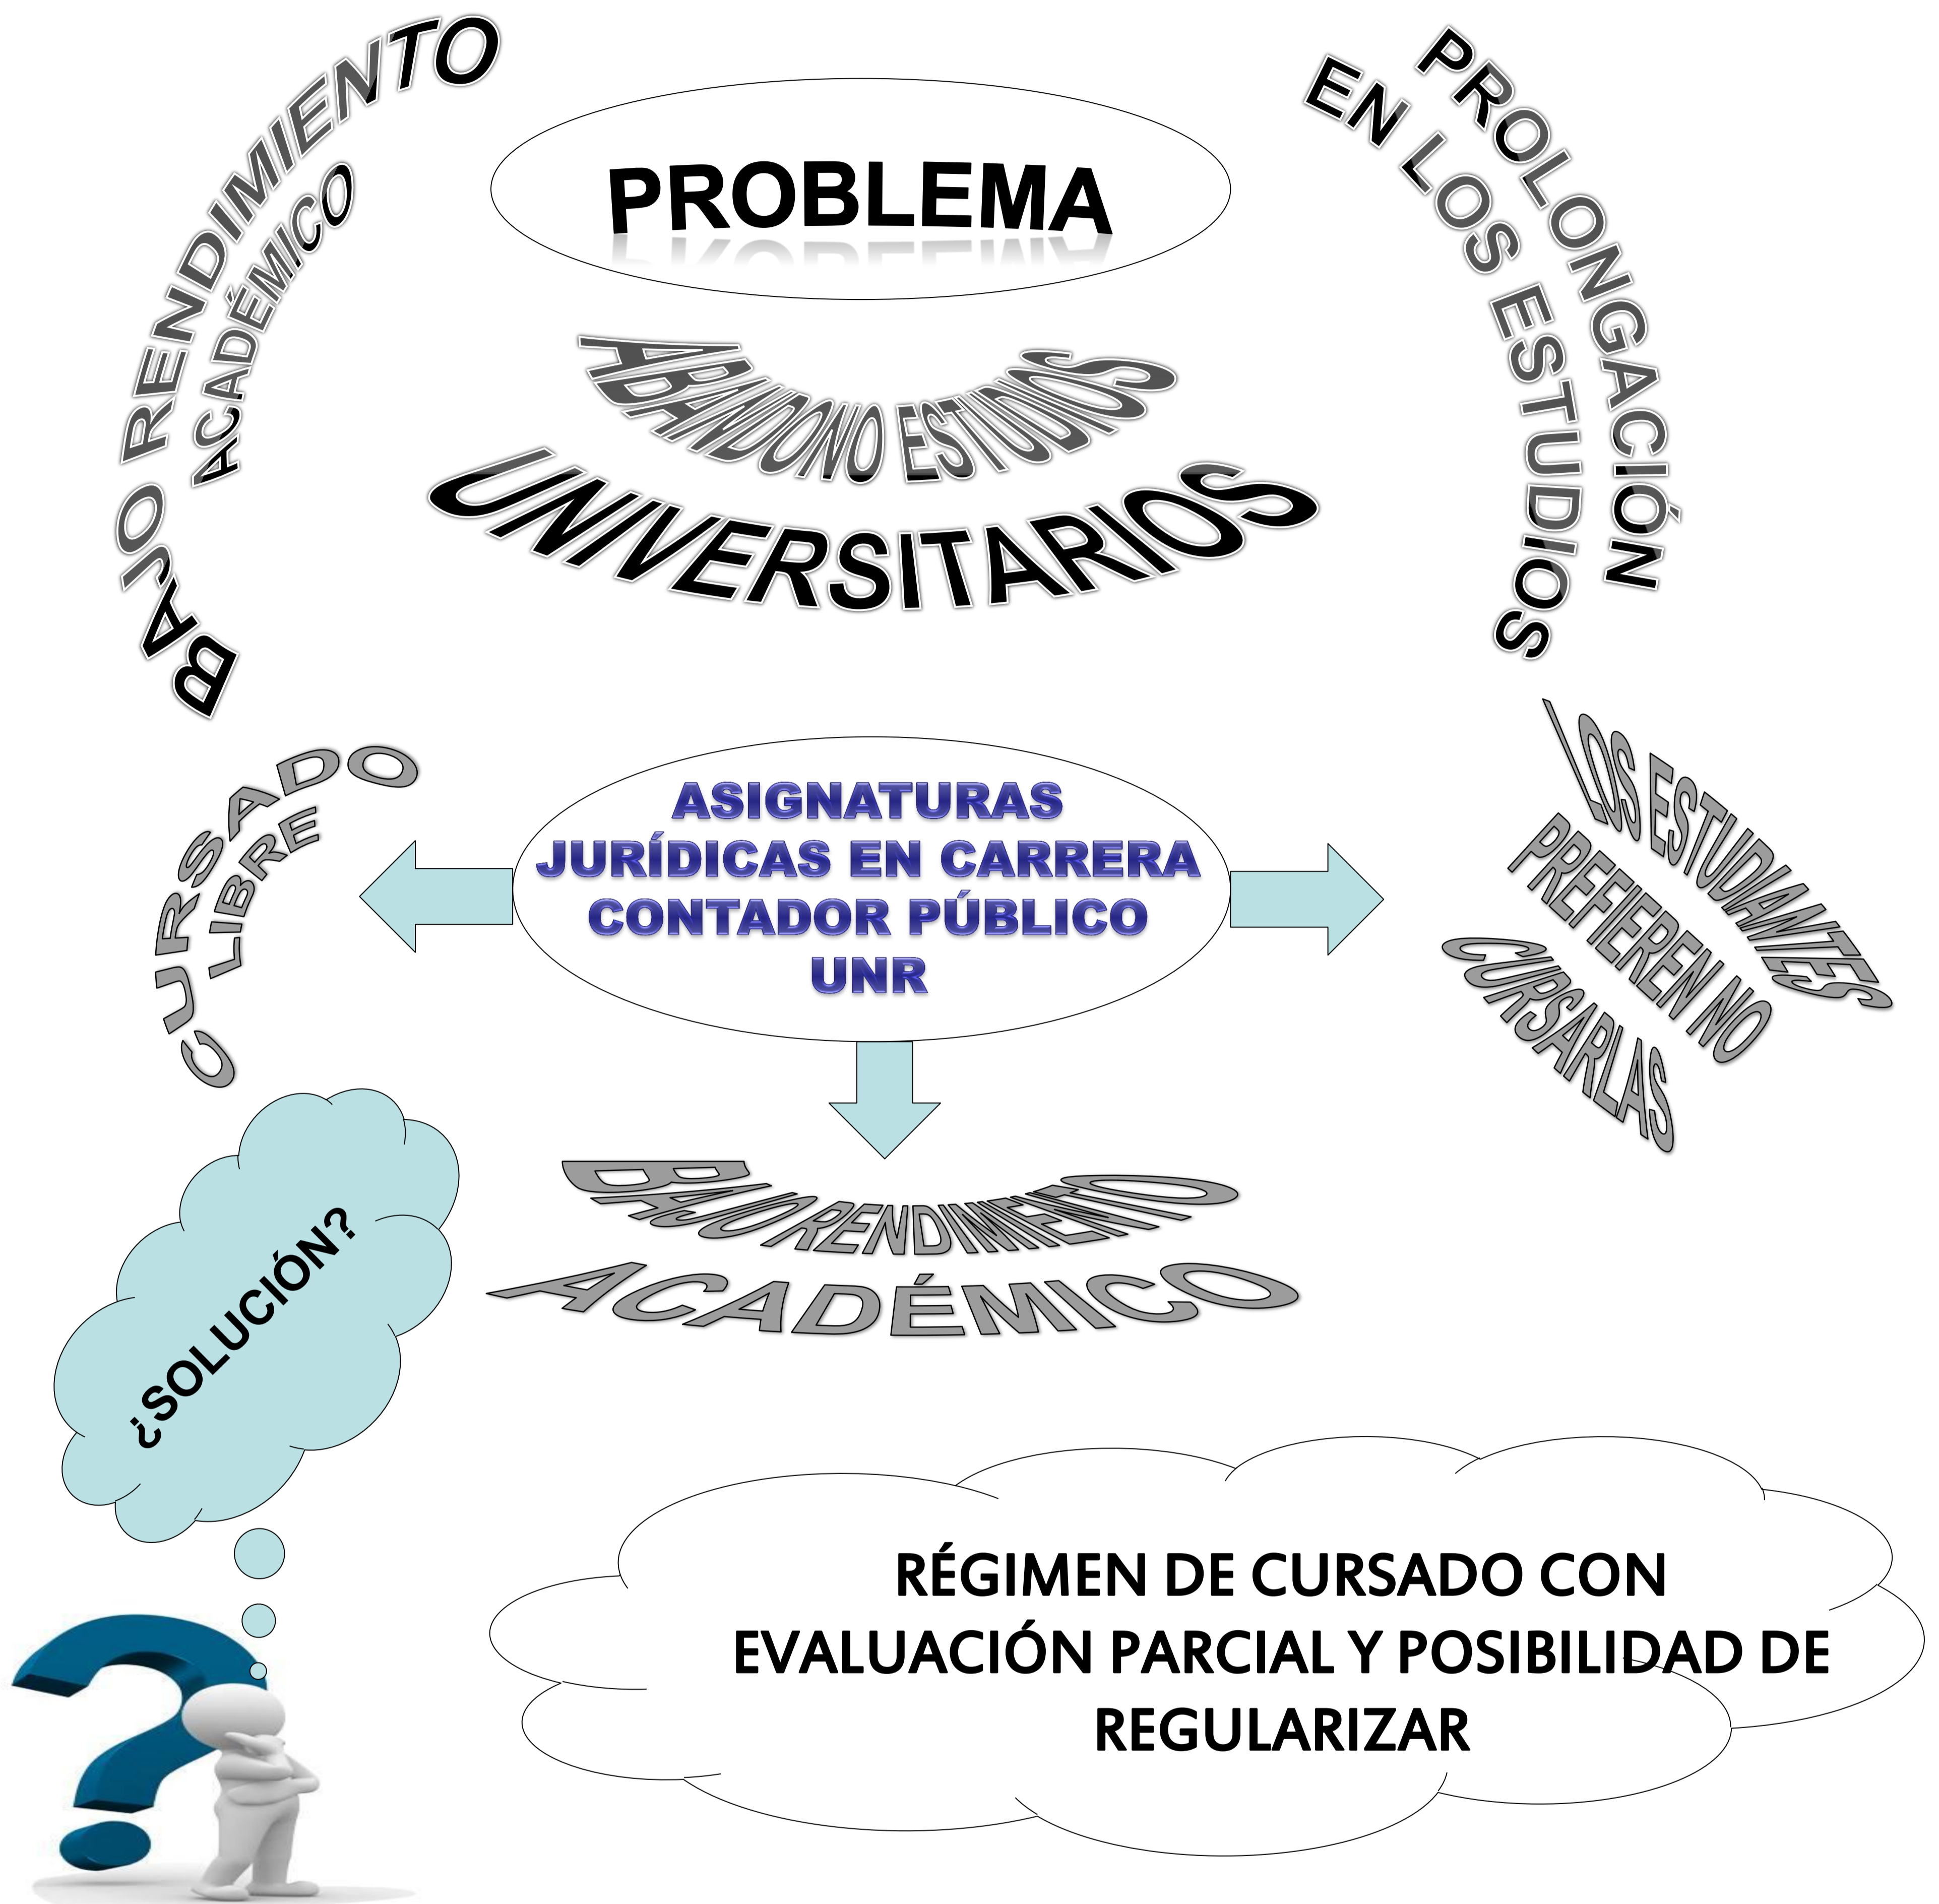 BAJO RENDIMIENTO
ACADÉMICO
PROBLEMA
PROLONGACIÓN
EN LOS ESTUDIOS
ABANDONO ESTUDIOS
UNIVERSITARIOS
CURSADO
LIBRE
ASIGNATURAS
JURÍDICAS EN CARRERA
CONTADOR PÚBLICO
UNR
LOS ESTUDIANTES
PREFIEREN NO
CURSARLAS
BAJO RENDIMIENTO
ACADÉMICO
¿SOLUCIÓN?
RÉGIMEN DE CURSADO CON
EVALUACIÓN PARCIAL Y POSIBILIDAD DE
REGULARIZAR